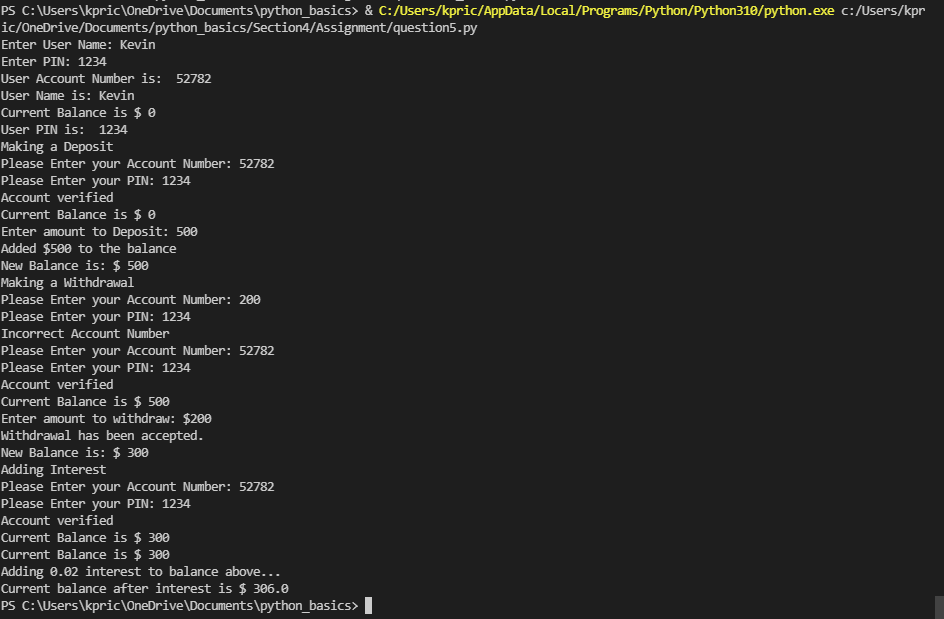 PS C:\Users\kpric\OneDrive\Documents\python_basics> & C:/Users/kpric/AppData/Local/Programs/Python/Python310/python.exe c:/Users/kpr
ic/OneDrive/Documents/python_basics/Section4/Assignment/question5.py
Enter User Name: Kevin
Enter PIN: 1234
User Account Number is:  52782
User Name is: Kevin
Current Balance is $ 0
User PIN is:  1234
Making a Deposit
Please Enter your Account Number: 52782
Please Enter your PIN: 1234
Account verified
Current Balance is $ 0
Enter amount to Deposit: 500
Added $500 to the balance
New Balance is: $ 500
Making a Withdrawal
Please Enter your Account Number: 200
Please Enter your PIN: 1234
Incorrect Account Number
Please Enter your Account Number: 52782
Please Enter your PIN: 1234
Account verified
Current Balance is $ 500
Enter amount to withdraw: $200
Withdrawal has been accepted.
New Balance is: $ 300
Adding Interest
Please Enter your Account Number: 52782
Please Enter your PIN: 1234
Account verified
Current Balance is $ 300
Current Balance is $ 300
Adding 0.02 interest to balance above...
Current balance after interest is $ 306.0
PS C:\Users\kpric\OneDrive\Documents\python_basics>